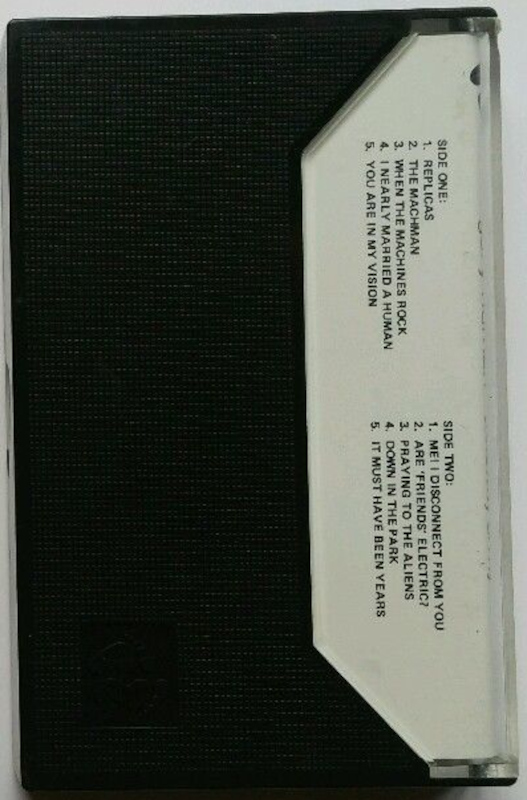 SIDE ONE:
1. REPLICAS
2. THE MACHMAN
3. WHEN THE MACHINES ROCK
4. I NEARLY MARRIED A HUMAN
5. YOU ARE IN MY VISION
SIDE TWO:
1. ME! I DISCONNECT FROM YOU
2. ARE 'FRIENDS' ELECTRIC?
3. PRAYING TO THE ALIENS
4. DOWN IN THE PARK
5. IT MUST HAVE BEEN YEARS